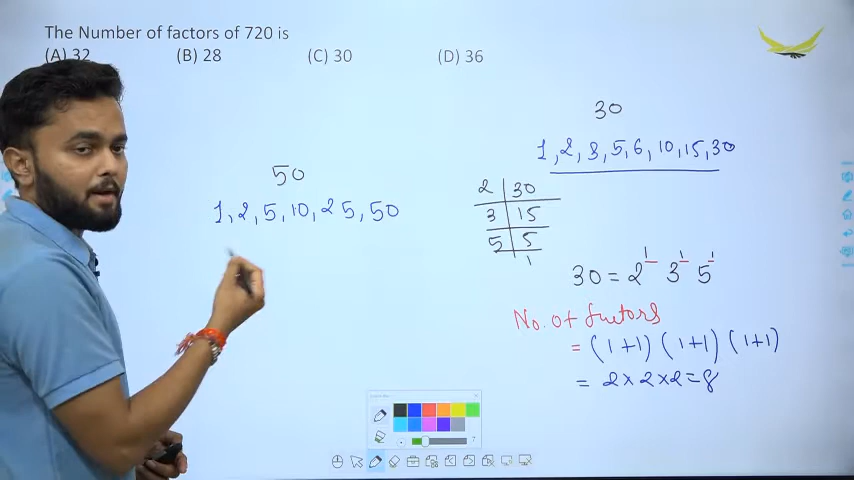 The Number of factors of 720 is
(A) 32 (B) 28 (C) 30 (D) 36
50
1, 2, 5, 10, 25, 50
30
1, 2, 3, 5, 6, 10, 15, 30
2 | 30
3 | 15
5 | 5
1
30 = 2¹ 3¹ 5¹
No. of factors
= (1+1) (1+1) (1+1)
= 2×2×2=8
7